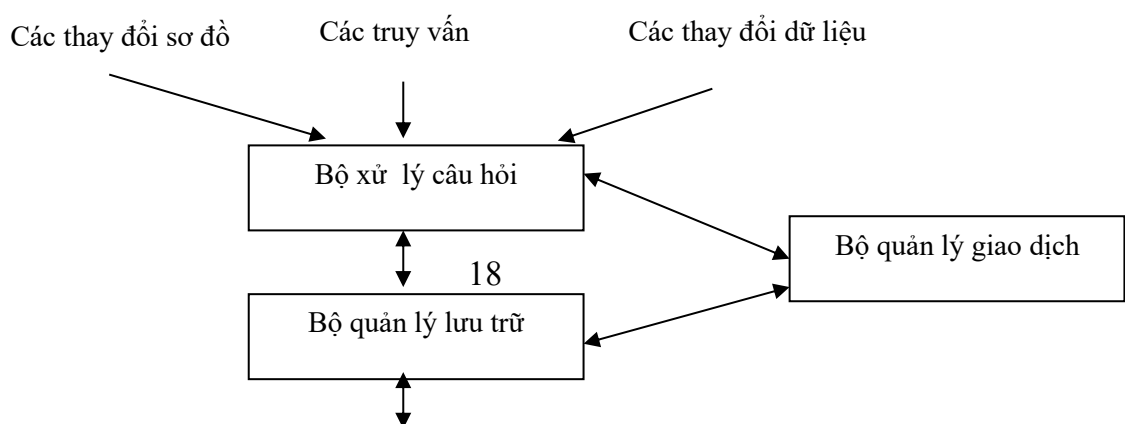 Các thay đổi sơ đồ
Các truy vấn
Các thay đổi dữ liệu
Bộ xử lý câu hỏi
Bộ quản lý giao dịch
18
Bộ quản lý lưu trữ